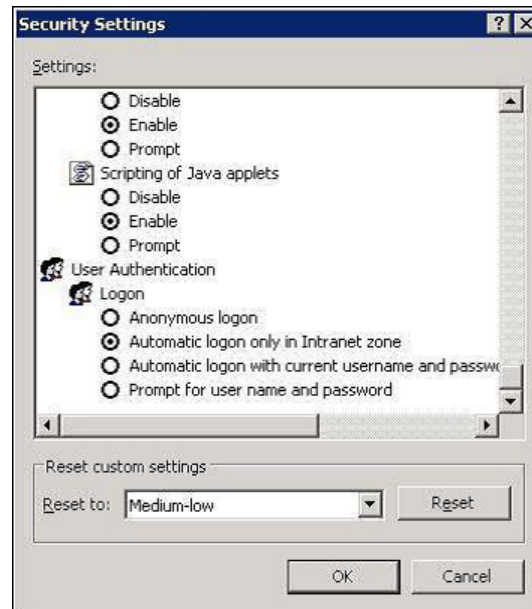 Security Settings
Settings:
Disable
Enable
Prompt
Scripting of Java applets
Disable
Enable
Prompt
User Authentication
Logon
Anonymous logon
Automatic logon only in Intranet zone
Automatic logon with current username and passw
Prompt for user name and password
Reset custom settings
Reset to: Medium-low Reset
OK Cancel